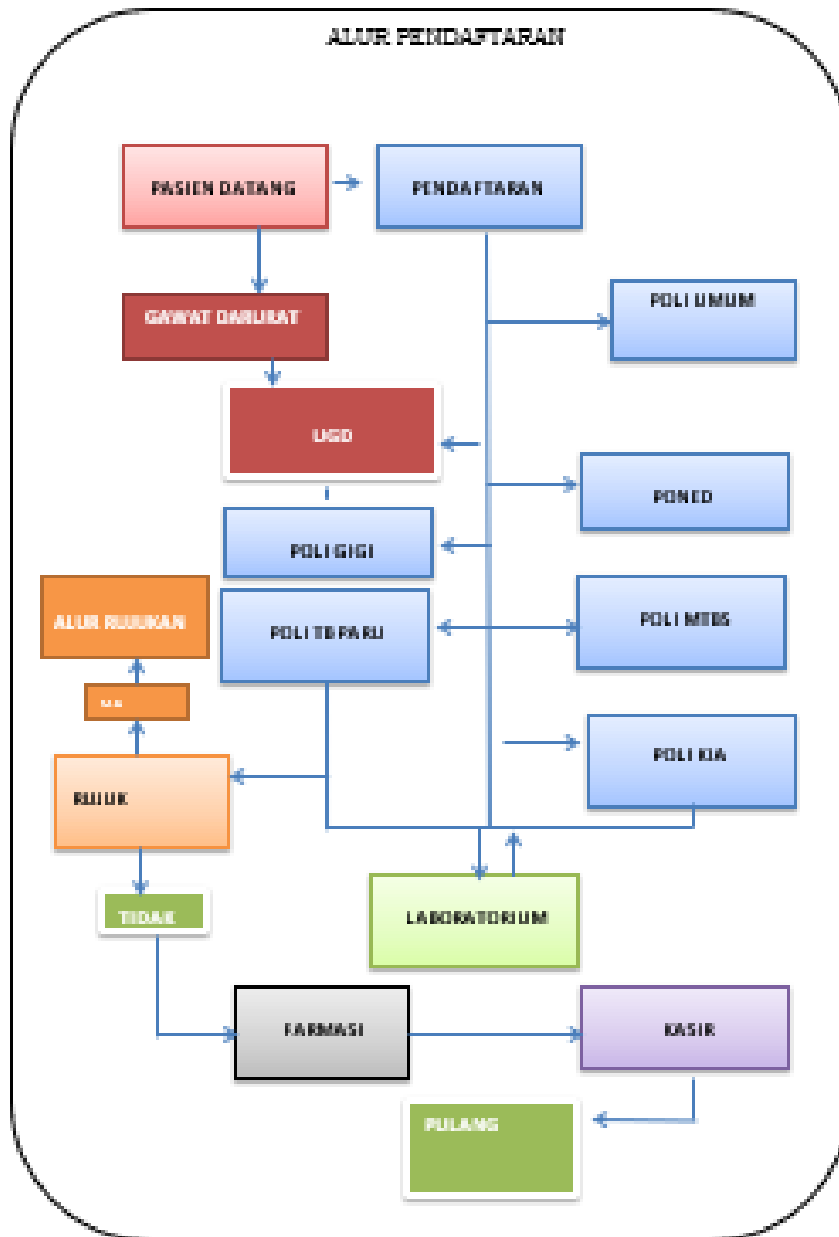 ALUR PENDAFTARAN
PASIEN DATANG
PENDAFTARAN
POLI UMUM
GAWAT DARURAT
UGD
PONED
POLI GIGI
ALUR RUJUKAN
POLI TB PARU
POLI MTBS
POLI KIA
RUJUK
TIDAK
LABORATORIUM
FARMASI
KASIR
PULANG